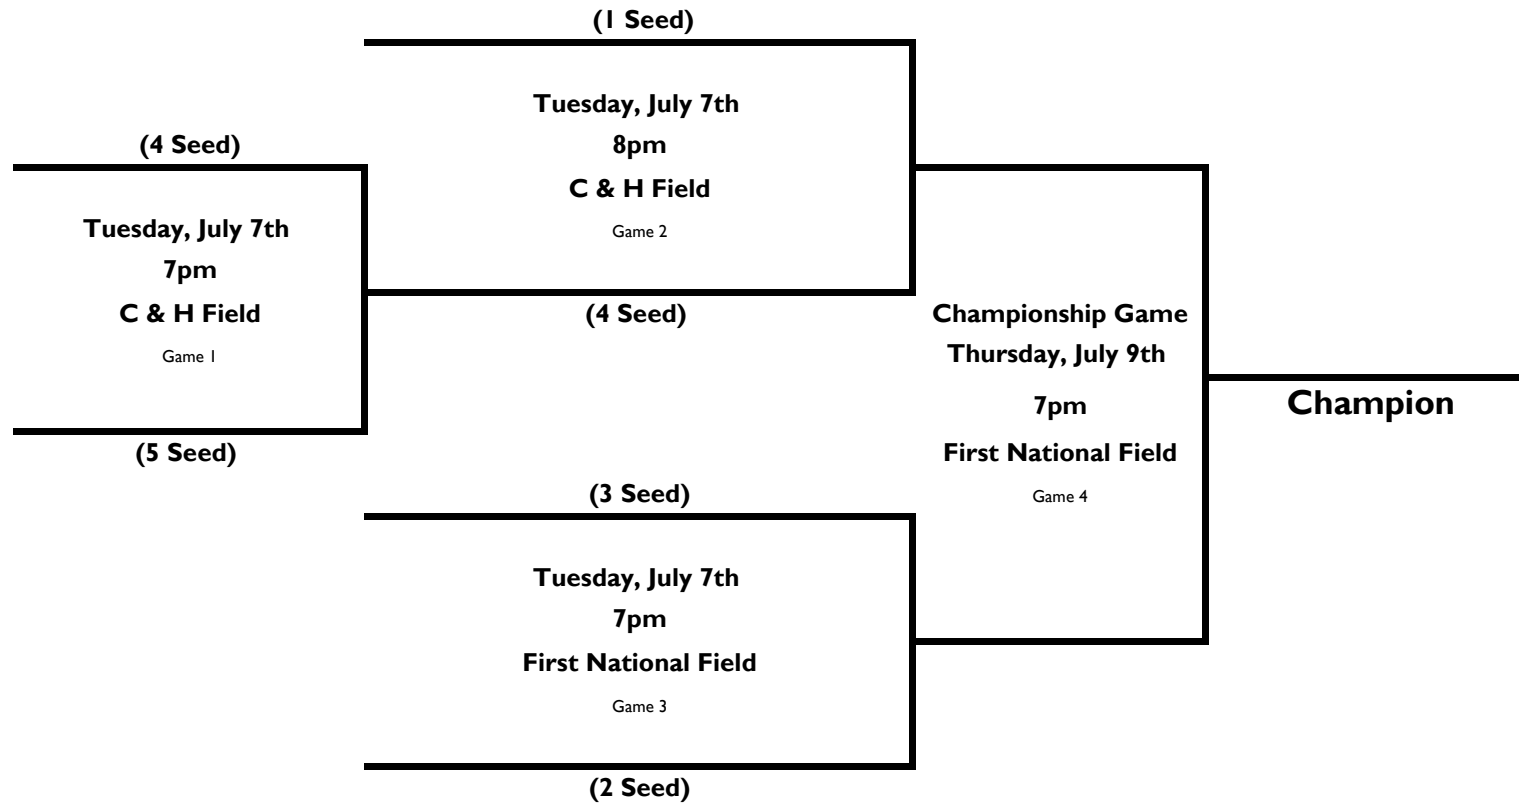 (1 Seed)
Tuesday, July 7th
8pm
C & H Field
Game 2
(4 Seed)
(4 Seed)
Tuesday, July 7th
7pm
C & H Field
Game 1
(5 Seed)
Championship Game
Thursday, July 9th
7pm
First National Field
Game 4
Champion
(3 Seed)
Tuesday, July 7th
7pm
First National Field
Game 3
(2 Seed)